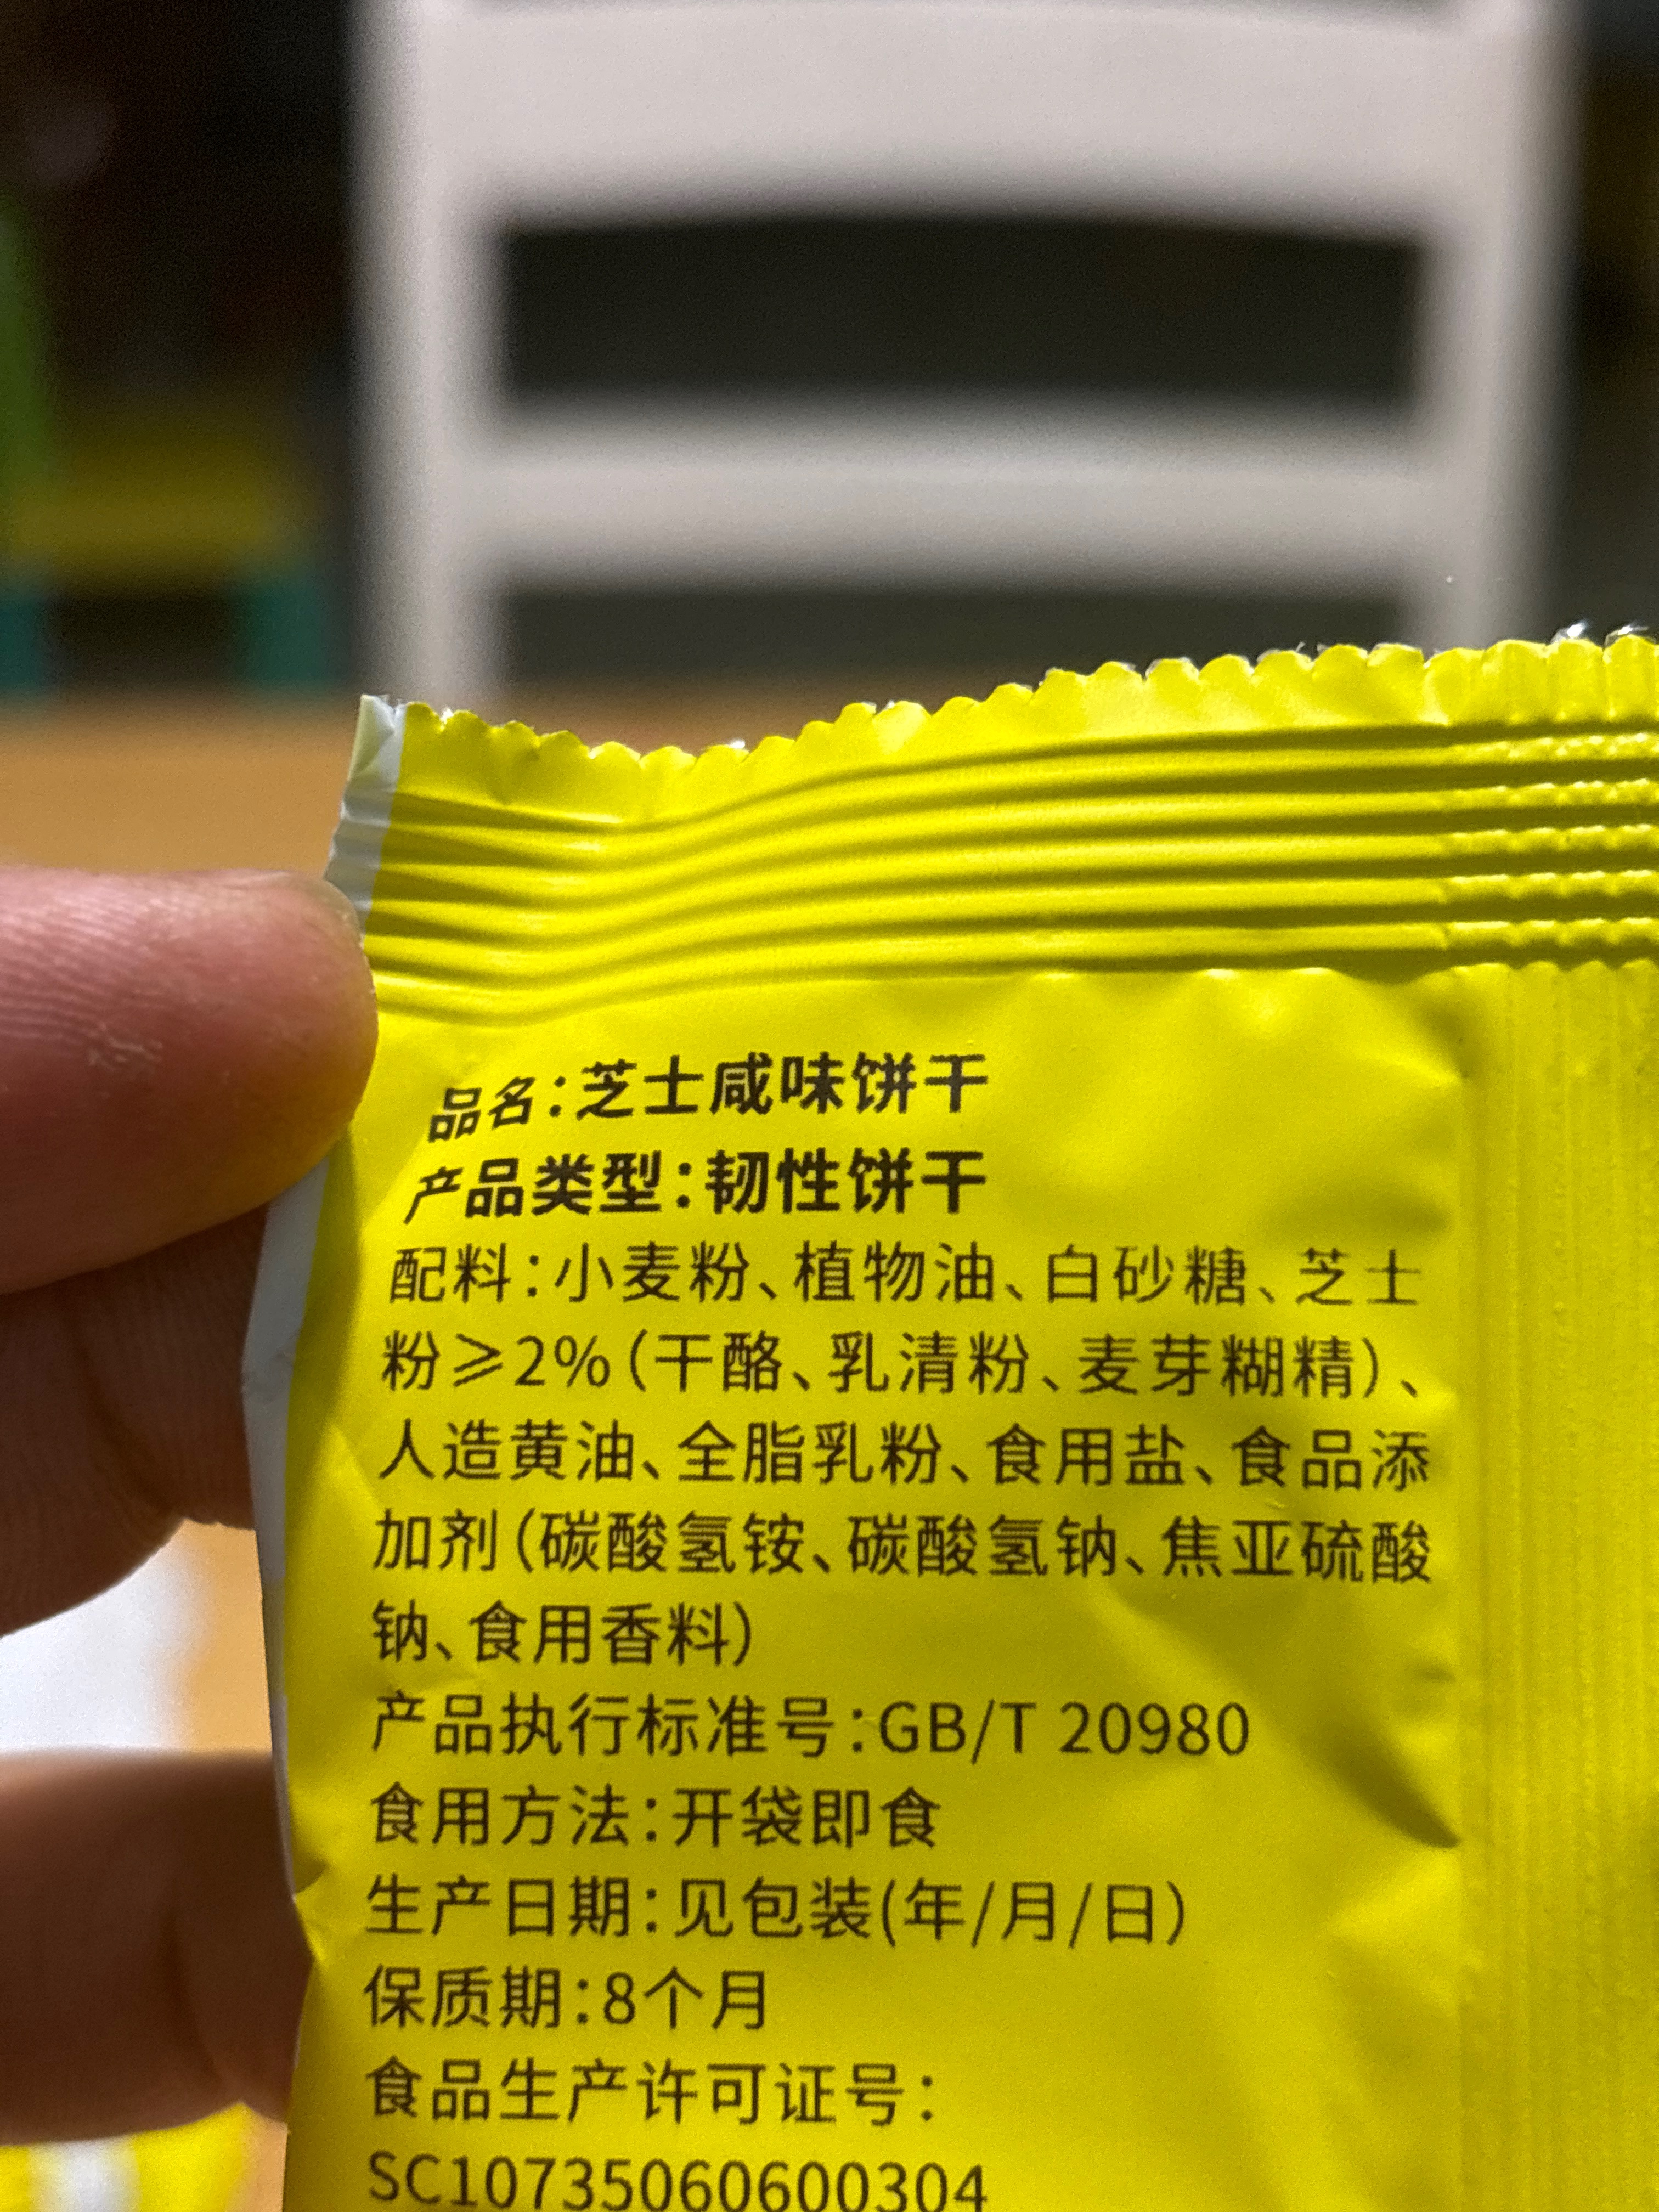 品名:芝士咸味饼干
产品类型:韧性饼干
配料:小麦粉、植物油、白砂糖、芝士
粉≥2%(干酪、乳清粉、麦芽糊精)、
人造黄油、全脂乳粉、食用盐、食品添
加剂(碳酸氢铵、碳酸氢钠、焦亚硫酸
钠、食用香料)
产品执行标准号:GB/T 20980
食用方法:开袋即食
生产日期:见包装(年/月/日)
保质期:8个月
食品生产许可证号:
SC10735060600304